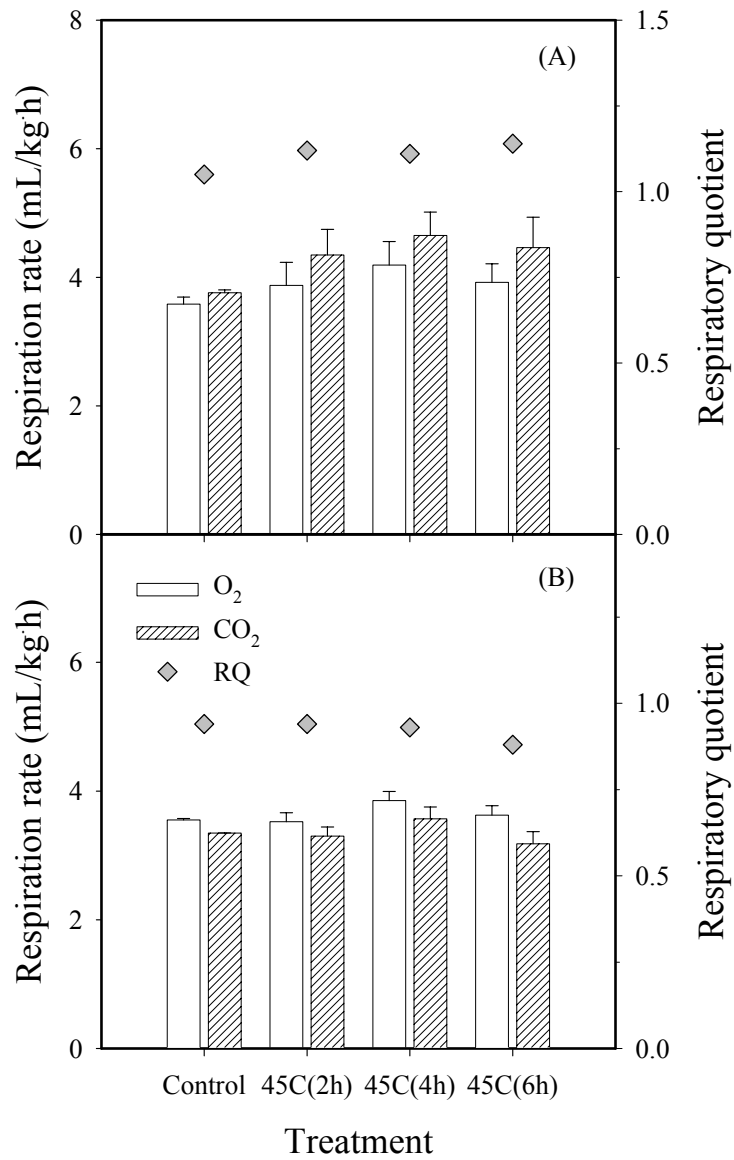 8
6
4
2
0
Respiration rate (mL/kg·h)
(A)
1.5
1.0
0.5
0.0
Respiratory quotient
6
4
2
0
Respiration rate (mL/kg·h)
(B)
O₂
CO₂
RQ
1.0
0.5
0.0
Respiratory quotient
Control 45C(2h) 45C(4h) 45C(6h)
Treatment